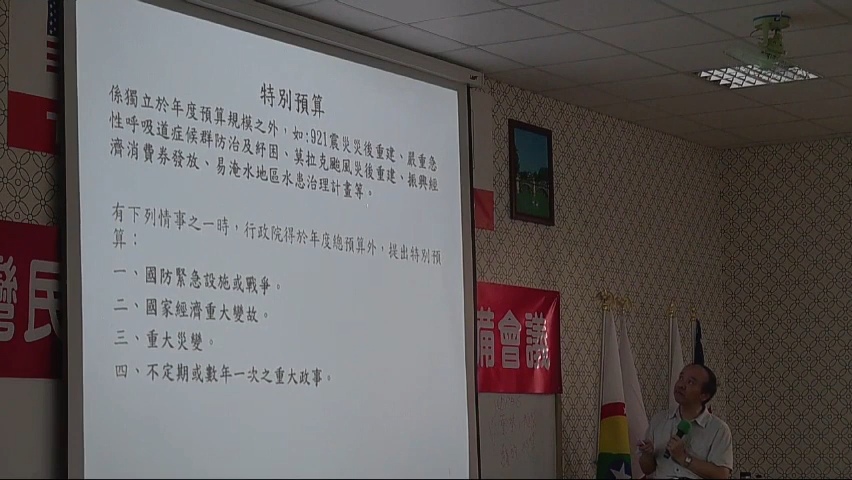 特別預算
係獨立於年度預算規模之外，如:921震災災後重建、嚴重急
性呼吸道症候群防治及紓困、莫拉克颱風災後重建、振興經
濟消費券發放、易淹水地區水患治理計畫等。
有下列情事之一時，行政院得於年度總預算外，提出特別預
算：
一、國防緊急設施或戰爭。
二、國家經濟重大變故。
三、重大災變。
四、不定期或數年一次之重大政事。
灣民
備會議